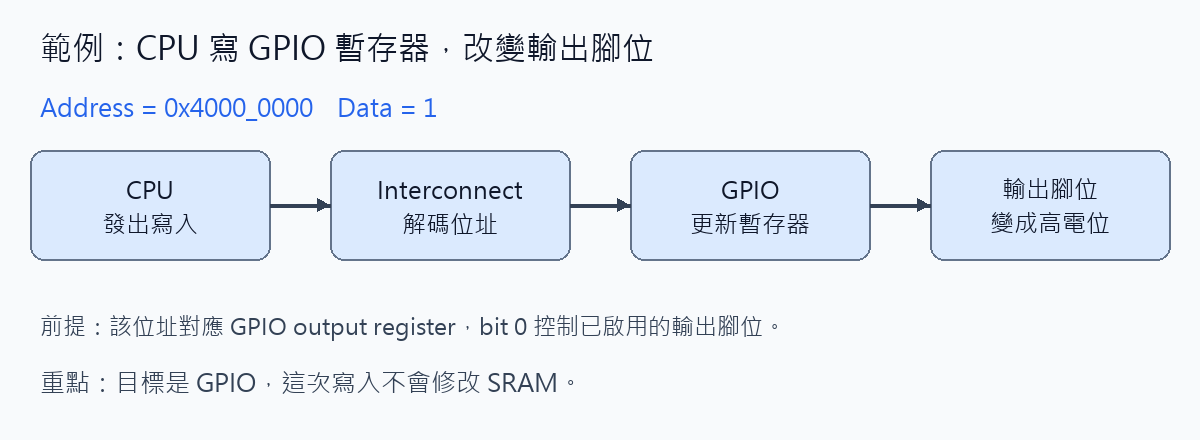 範例：CPU 寫 GPIO 暫存器，改變輸出腳位
Address = 0x4000_0000   Data = 1
CPU
發出寫入
Interconnect
解碼位址
GPIO
更新暫存器
輸出腳位
變成高電位
前提：該位址對應 GPIO output register，bit 0 控制已啟用的輸出腳位。
重點：目標是 GPIO，這次寫入不會修改 SRAM。